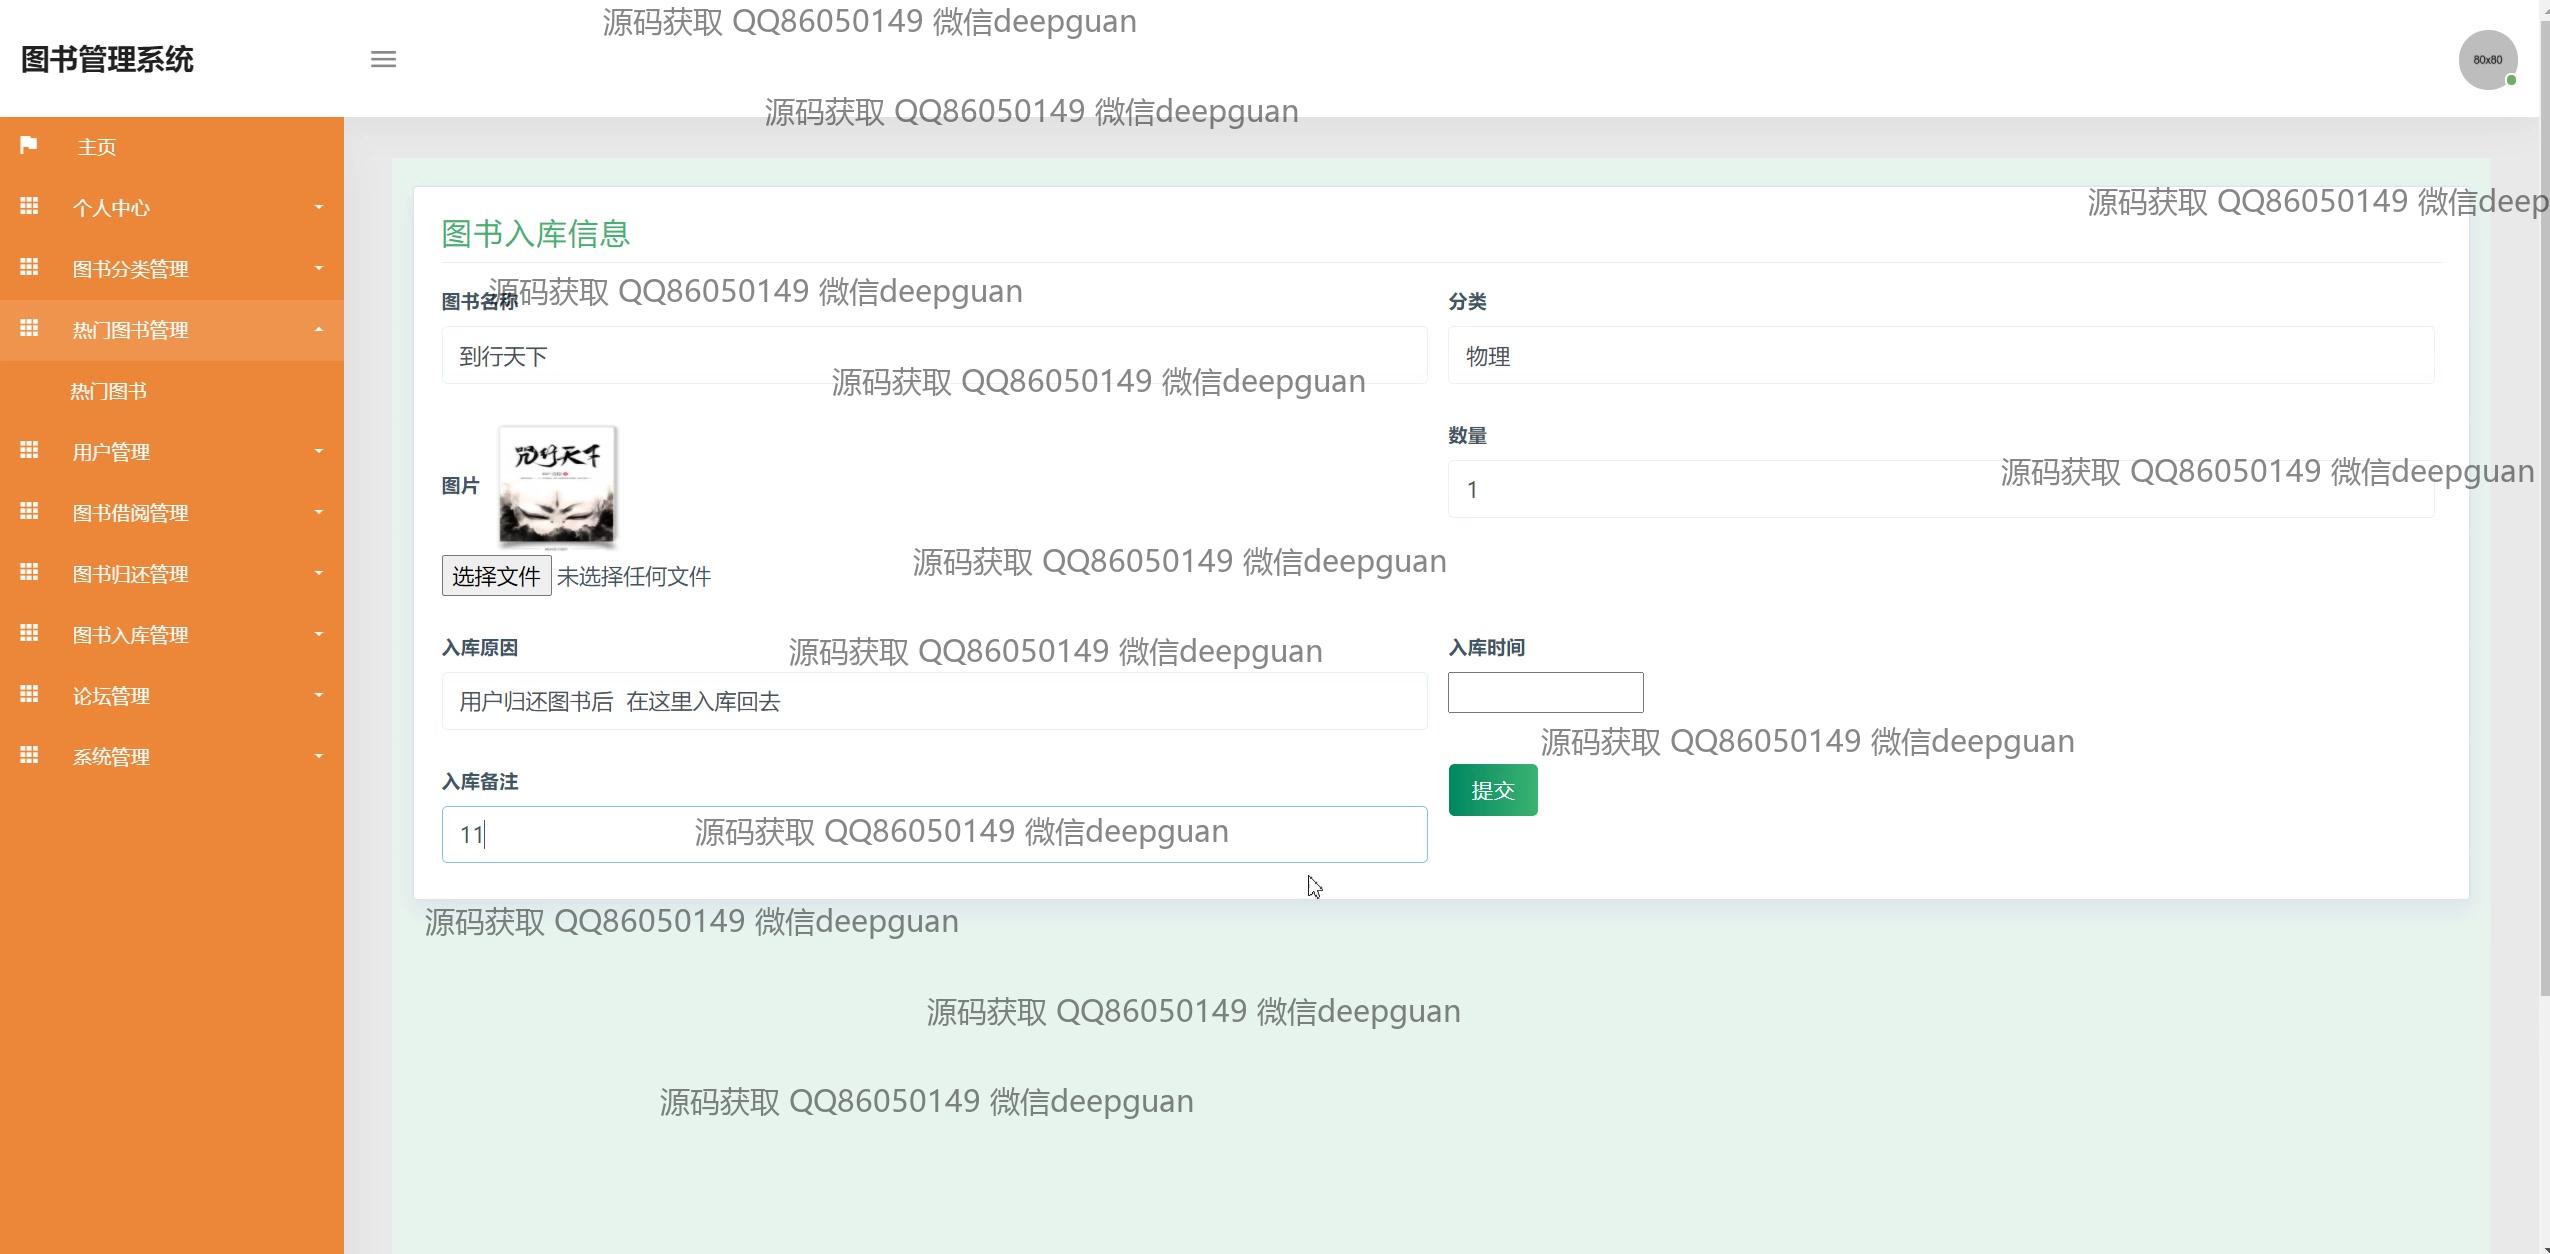 源码获取 QQ86050149 微信deepguan
图书管理系统
80x80
源码获取 QQ86050149 微信deepguan
主页
个人中心
图书分类管理
热门图书管理
热门图书
用户管理
图书借阅管理
图书归还管理
图书入库管理
论坛管理
系统管理
源码获取 QQ86050149 微信deep
图书入库信息
源码获取 QQ86050149 微信deepguan
图书名称
分类
到行天下
物理
源码获取 QQ86050149 微信deepguan
数量
图片
源码获取 QQ86050149 微信deepguan
1
源码获取 QQ86050149 微信deepguan
选择文件 未选择任何文件
入库原因
入库时间
源码获取 QQ86050149 微信deepguan
用户归还图书后 在这里入库回去
源码获取 QQ86050149 微信deepguan
入库备注
提交
11
源码获取 QQ86050149 微信deepguan
源码获取 QQ86050149 微信deepguan
源码获取 QQ86050149 微信deepguan
源码获取 QQ86050149 微信deepguan